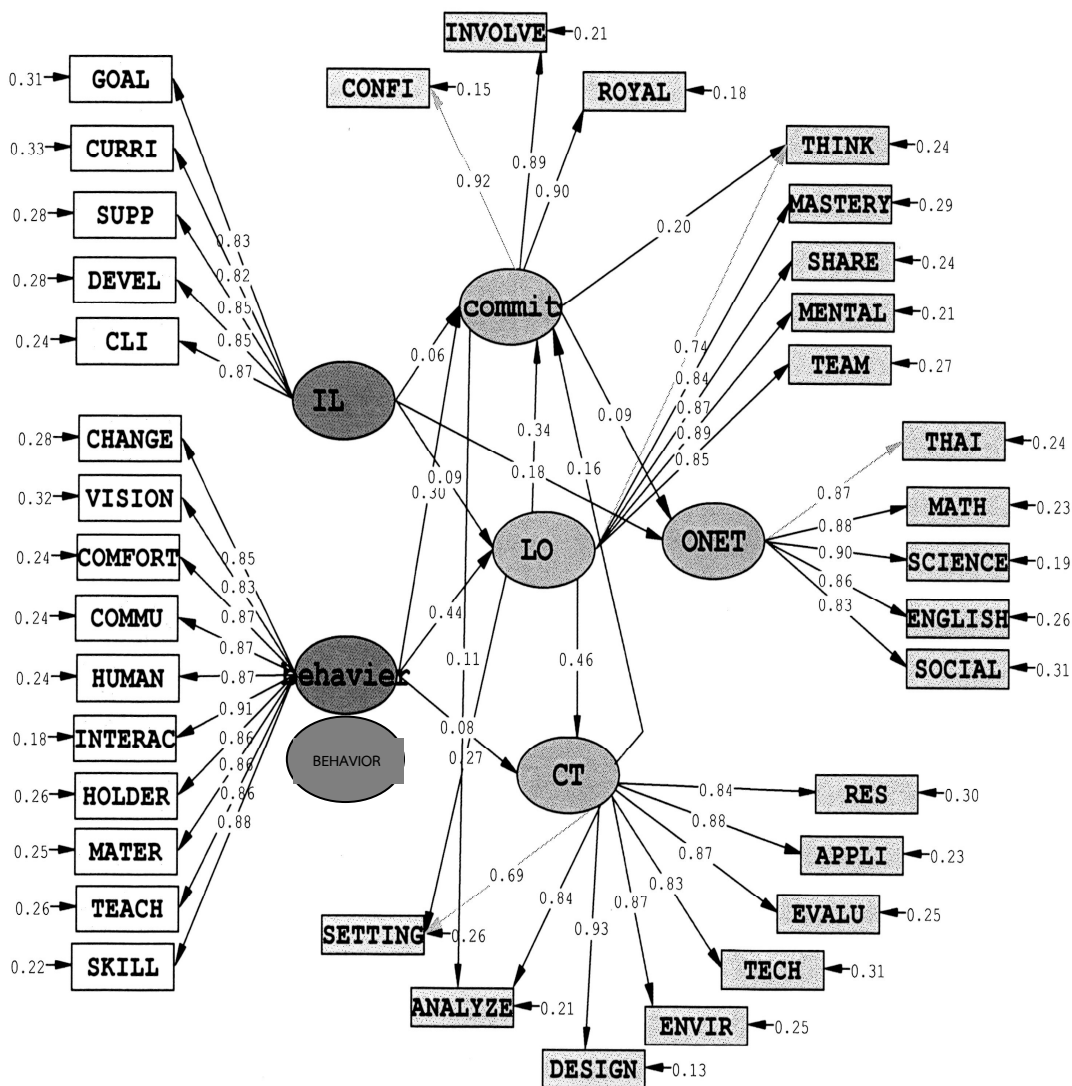 INVOLVE 0.21
0.31 GOAL
CONFI 0.15
ROYAL 0.18
0.33 CURRI
THINK 0.24
0.89
0.92
0.90
MASTERY 0.29
0.28 SUPP
0.20
0.83
SHARE 0.24
0.28 DEVEL
0.82
0.85
commit
MENTAL 0.21
0.24 CLI
0.85
0.87
0.06
0.74
TEAM 0.27
0.84
IL
0.87
0.09
0.89
0.34
0.28 CHANGE
0.85
THAI 0.24
0.18
0.16
0.09
0.30
0.32 VISION
0.87
MATH 0.23
0.88
LO
ONET
0.24 COMFORT
0.85
0.90
SCIENCE 0.19
0.83
0.86
0.83
0.87
0.44
ENGLISH 0.26
0.24 COMMU
0.87
0.11
0.46
SOCIAL 0.31
0.24 HUMAN
0.87
behavier
0.91
0.18 INTERAC
0.86
0.08
0.27
BEHAVIOR
0.86
CT
0.26 HOLDER
0.86
0.84
RES 0.30
0.88
0.88
0.25 MATER
0.87
APPLI 0.23
0.69
0.83
0.84
0.87
0.26 TEACH
EVALU 0.25
0.93
SETTING 0.26
0.22 SKILL
TECH 0.31
ANALYZE 0.21
ENVIR 0.25
DESIGN 0.13